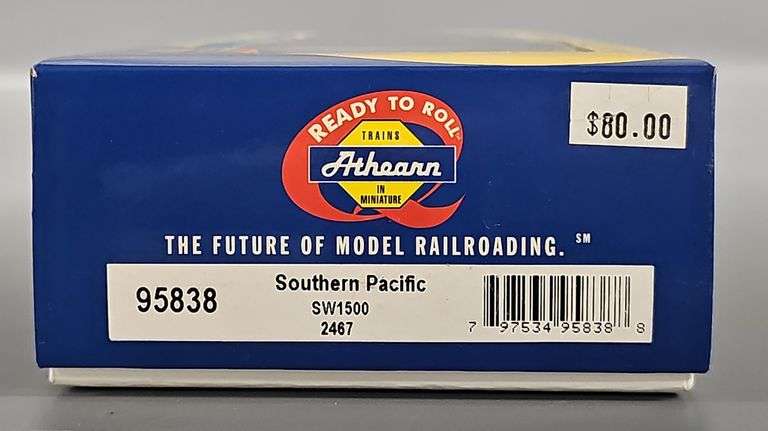 $80.00
READY TO ROLL
TRAINS
Athearn
IN
MINIATURE
THE FUTURE OF MODEL RAILROADING. SM
95838
Southern Pacific
SW1500
2467
7 97534 95838 8